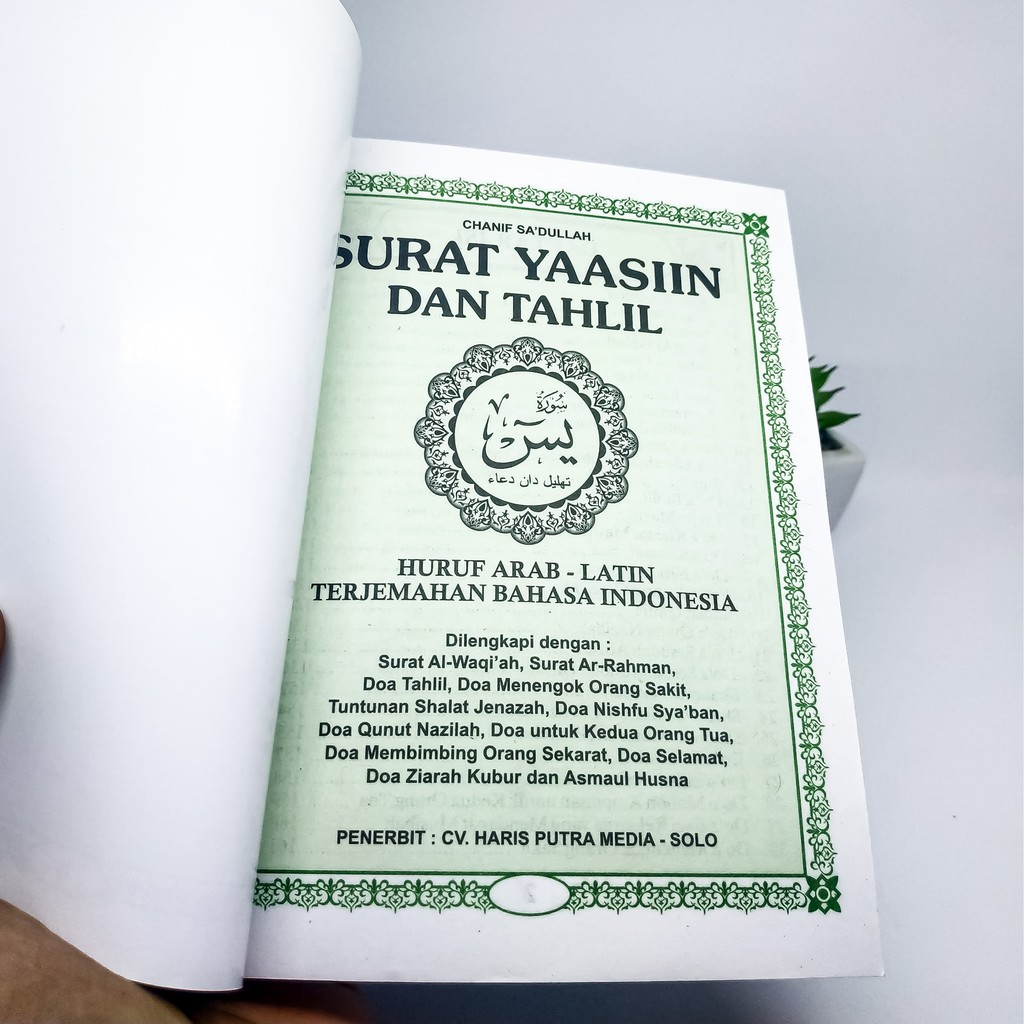 CHANIF SA'DULLAH
SURAT YAASIIN
DAN TAHLIL
سُوْرَةُ
يٰسٓ
تهليل دان دعاء
HURUF ARAB - LATIN
TERJEMAHAN BAHASA INDONESIA
Dilengkapi dengan :
Surat Al-Waqi'ah, Surat Ar-Rahman,
Doa Tahlil, Doa Menengok Orang Sakit,
Tuntunan Shalat Jenazah, Doa Nishfu Sya'ban,
Doa Qunut Nazilah, Doa untuk Kedua Orang Tua,
Doa Membimbing Orang Sekarat, Doa Selamat,
Doa Ziarah Kubur dan Asmaul Husna
PENERBIT : CV. HARIS PUTRA MEDIA - SOLO